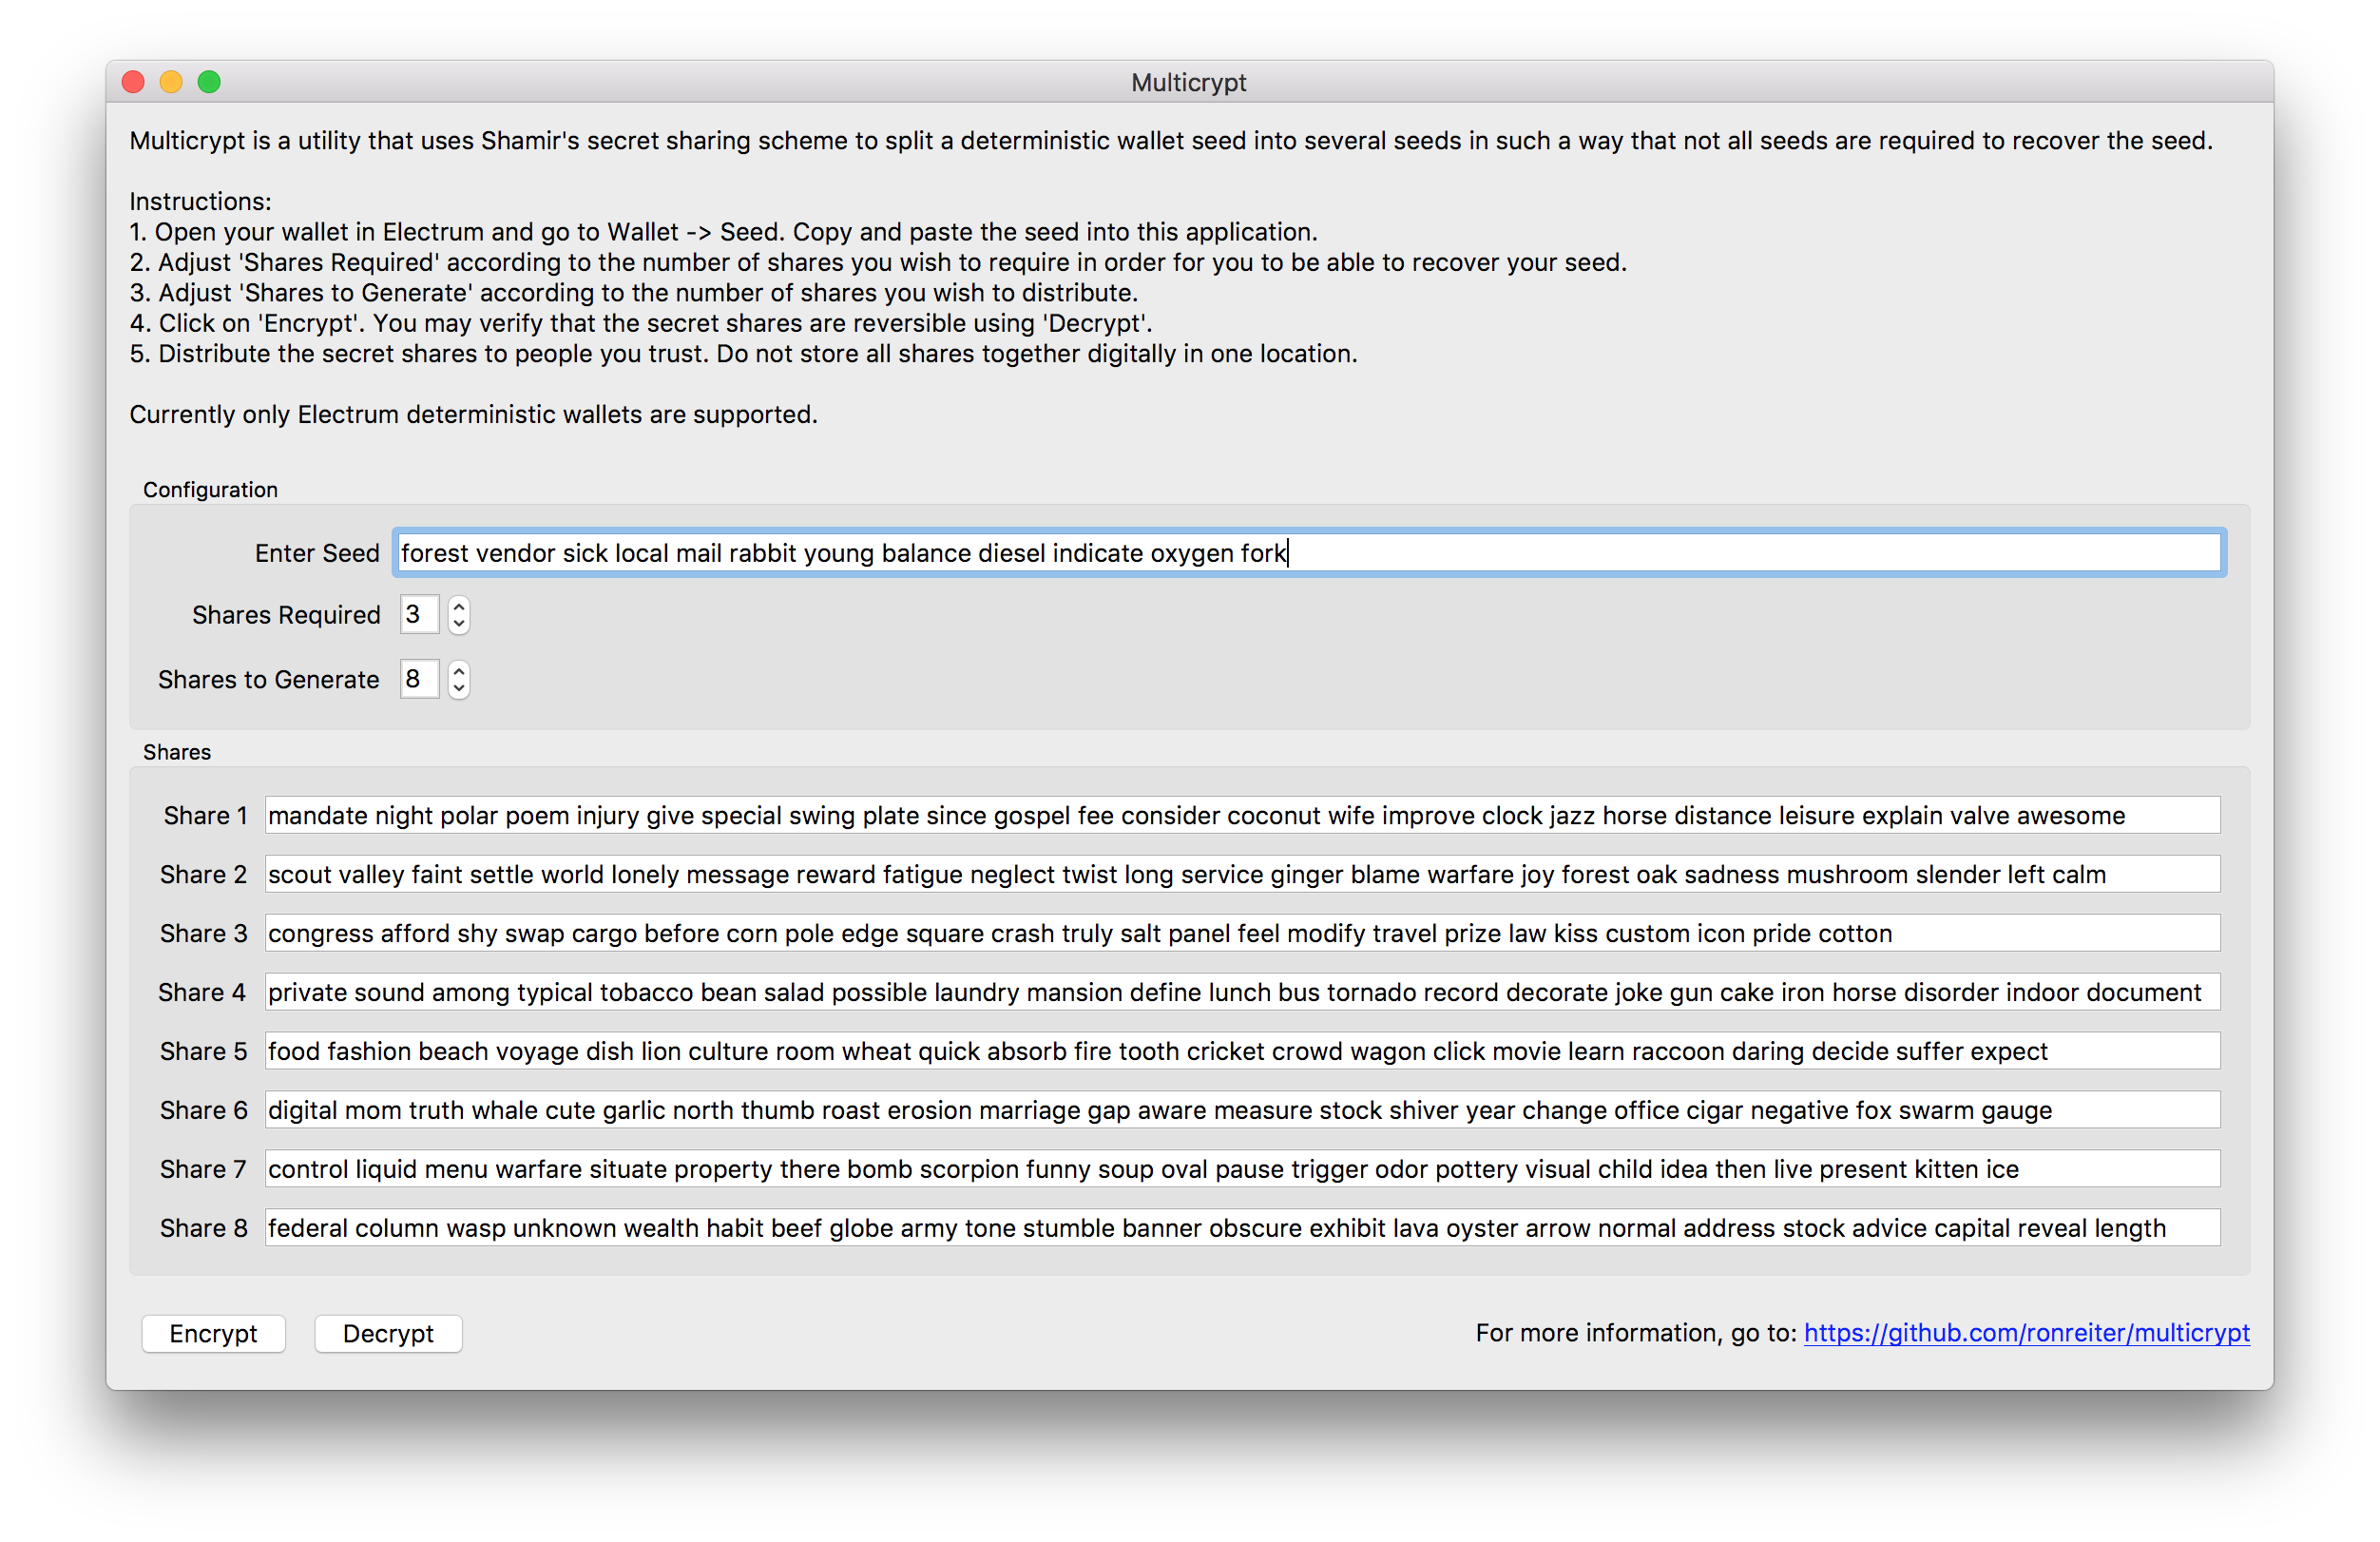 Multicrypt
Multicrypt is a utility that uses Shamir's secret sharing scheme to split a deterministic wallet seed into several seeds in such a way that not all seeds are required to recover the seed.
Instructions:
1. Open your wallet in Electrum and go to Wallet -> Seed. Copy and paste the seed into this application.
2. Adjust 'Shares Required' according to the number of shares you wish to require in order for you to be able to recover your seed.
3. Adjust 'Shares to Generate' according to the number of shares you wish to distribute.
4. Click on 'Encrypt'. You may verify that the secret shares are reversible using 'Decrypt'.
5. Distribute the secret shares to people you trust. Do not store all shares together digitally in one location.
Currently only Electrum deterministic wallets are supported.
Configuration
Enter Seed forest vendor sick local mail rabbit young balance diesel indicate oxygen fork
Shares Required 3
Shares to Generate 8
Shares
Share 1 mandate night polar poem injury give special swing plate since gospel fee consider coconut wife improve clock jazz horse distance leisure explain valve awesome
Share 2 scout valley faint settle world lonely message reward fatigue neglect twist long service ginger blame warfare joy forest oak sadness mushroom slender left calm
Share 3 congress afford shy swap cargo before corn pole edge square crash truly salt panel feel modify travel prize law kiss custom icon pride cotton
Share 4 private sound among typical tobacco bean salad possible laundry mansion define lunch bus tornado record decorate joke gun cake iron horse disorder indoor document
Share 5 food fashion beach voyage dish lion culture room wheat quick absorb fire tooth cricket crowd wagon click movie learn raccoon daring decide suffer expect
Share 6 digital mom truth whale cute garlic north thumb roast erosion marriage gap aware measure stock shiver year change office cigar negative fox swarm gauge
Share 7 control liquid menu warfare situate property there bomb scorpion funny soup oval pause trigger odor pottery visual child idea then live present kitten ice
Share 8 federal column wasp unknown wealth habit beef globe army tone stumble banner obscure exhibit lava oyster arrow normal address stock advice capital reveal length
Encrypt Decrypt For more information, go to: https://github.com/ronreiter/multicrypt